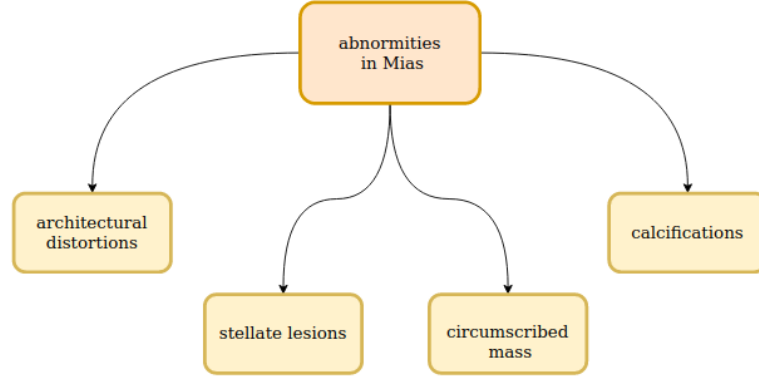 abnormities
in Mias
architectural
distortions
calcifications
stellate lesions
circumscribed
mass